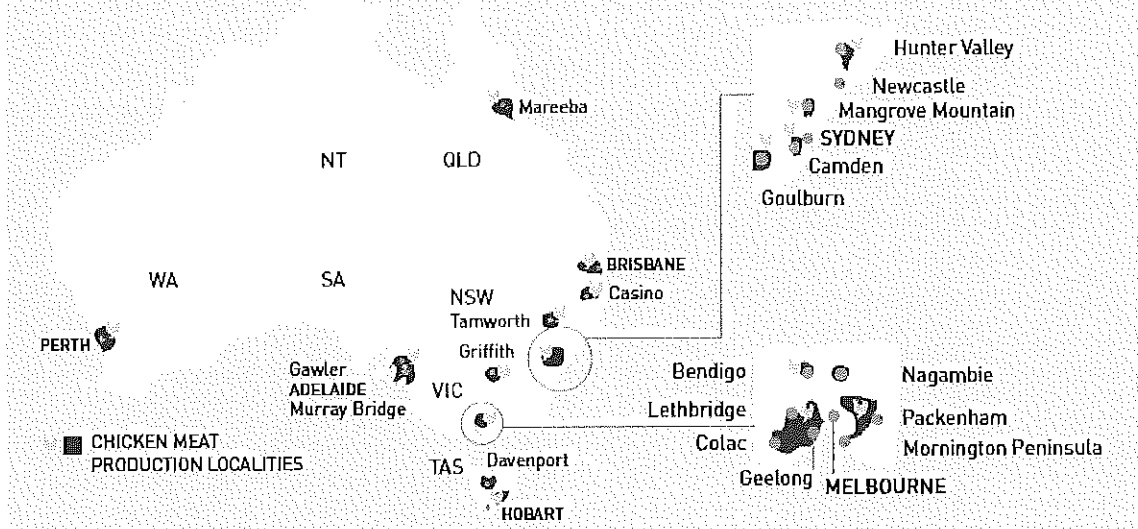 Hunter Valley
Newcastle
Mangrove Mountain
SYDNEY
Camden
Goulburn
Mareeba
NT
QLD
WA
SA
BRISBANE
Casino
NSW
Tamworth
Griffith
PERTH
Gawler
ADELAIDE
Murray Bridge
VIC
Bendigo
Nagambie
Lethbridge
Packenham
Colac
Mornington Peninsula
Geelong
MELBOURNE
CHICKEN MEAT
PRODUCTION LOCALITIES
TAS
Davenport
HOBART